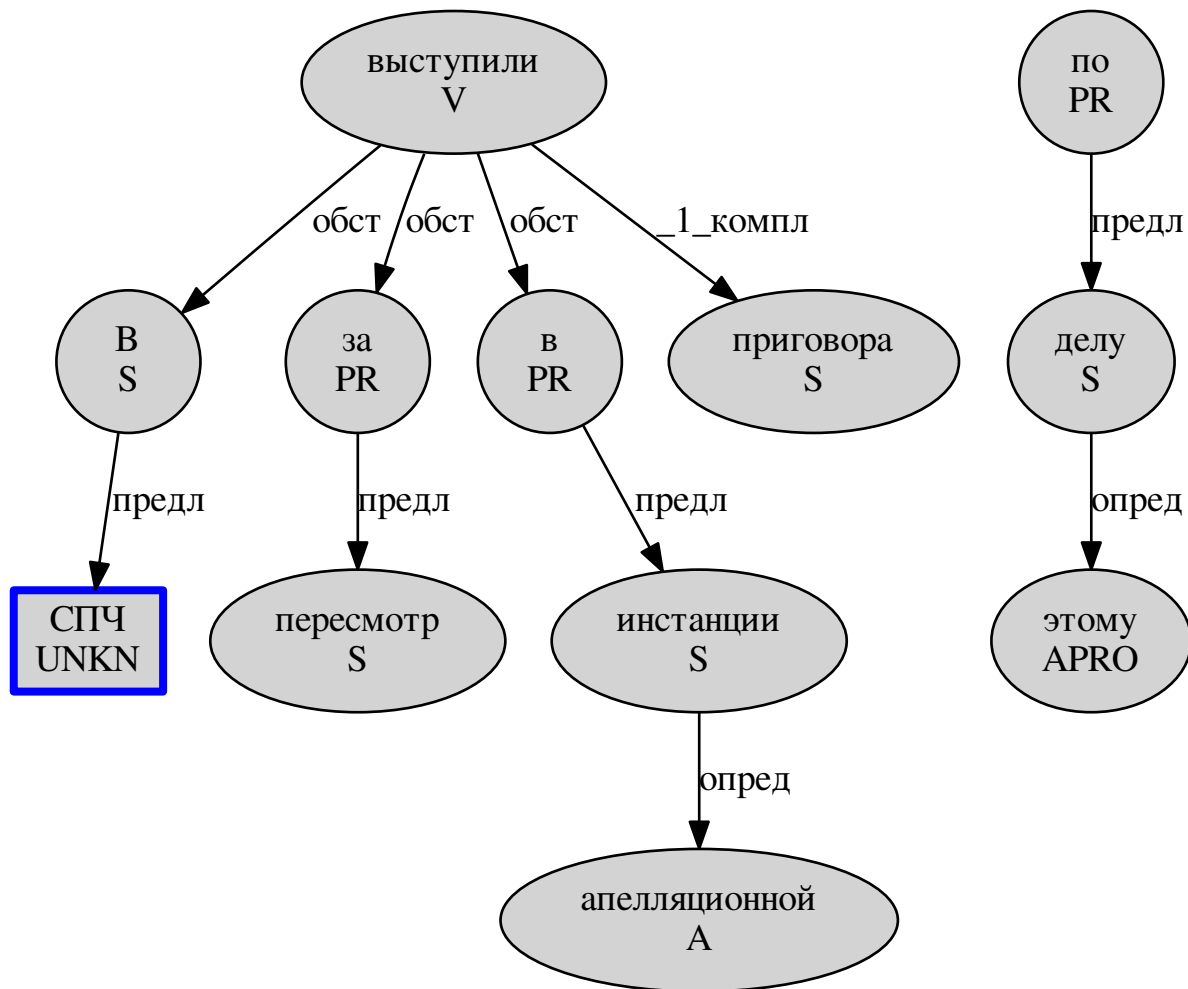 выступили
V
по
PR
обст
обст
обст
_1_компл
предл
В
S
за
PR
в
PR
приговора
S
делу
S
предл
предл
предл
опред
СПЧ
UNKN
пересмотр
S
инстанции
S
этому
APRO
опред
апелляционной
A